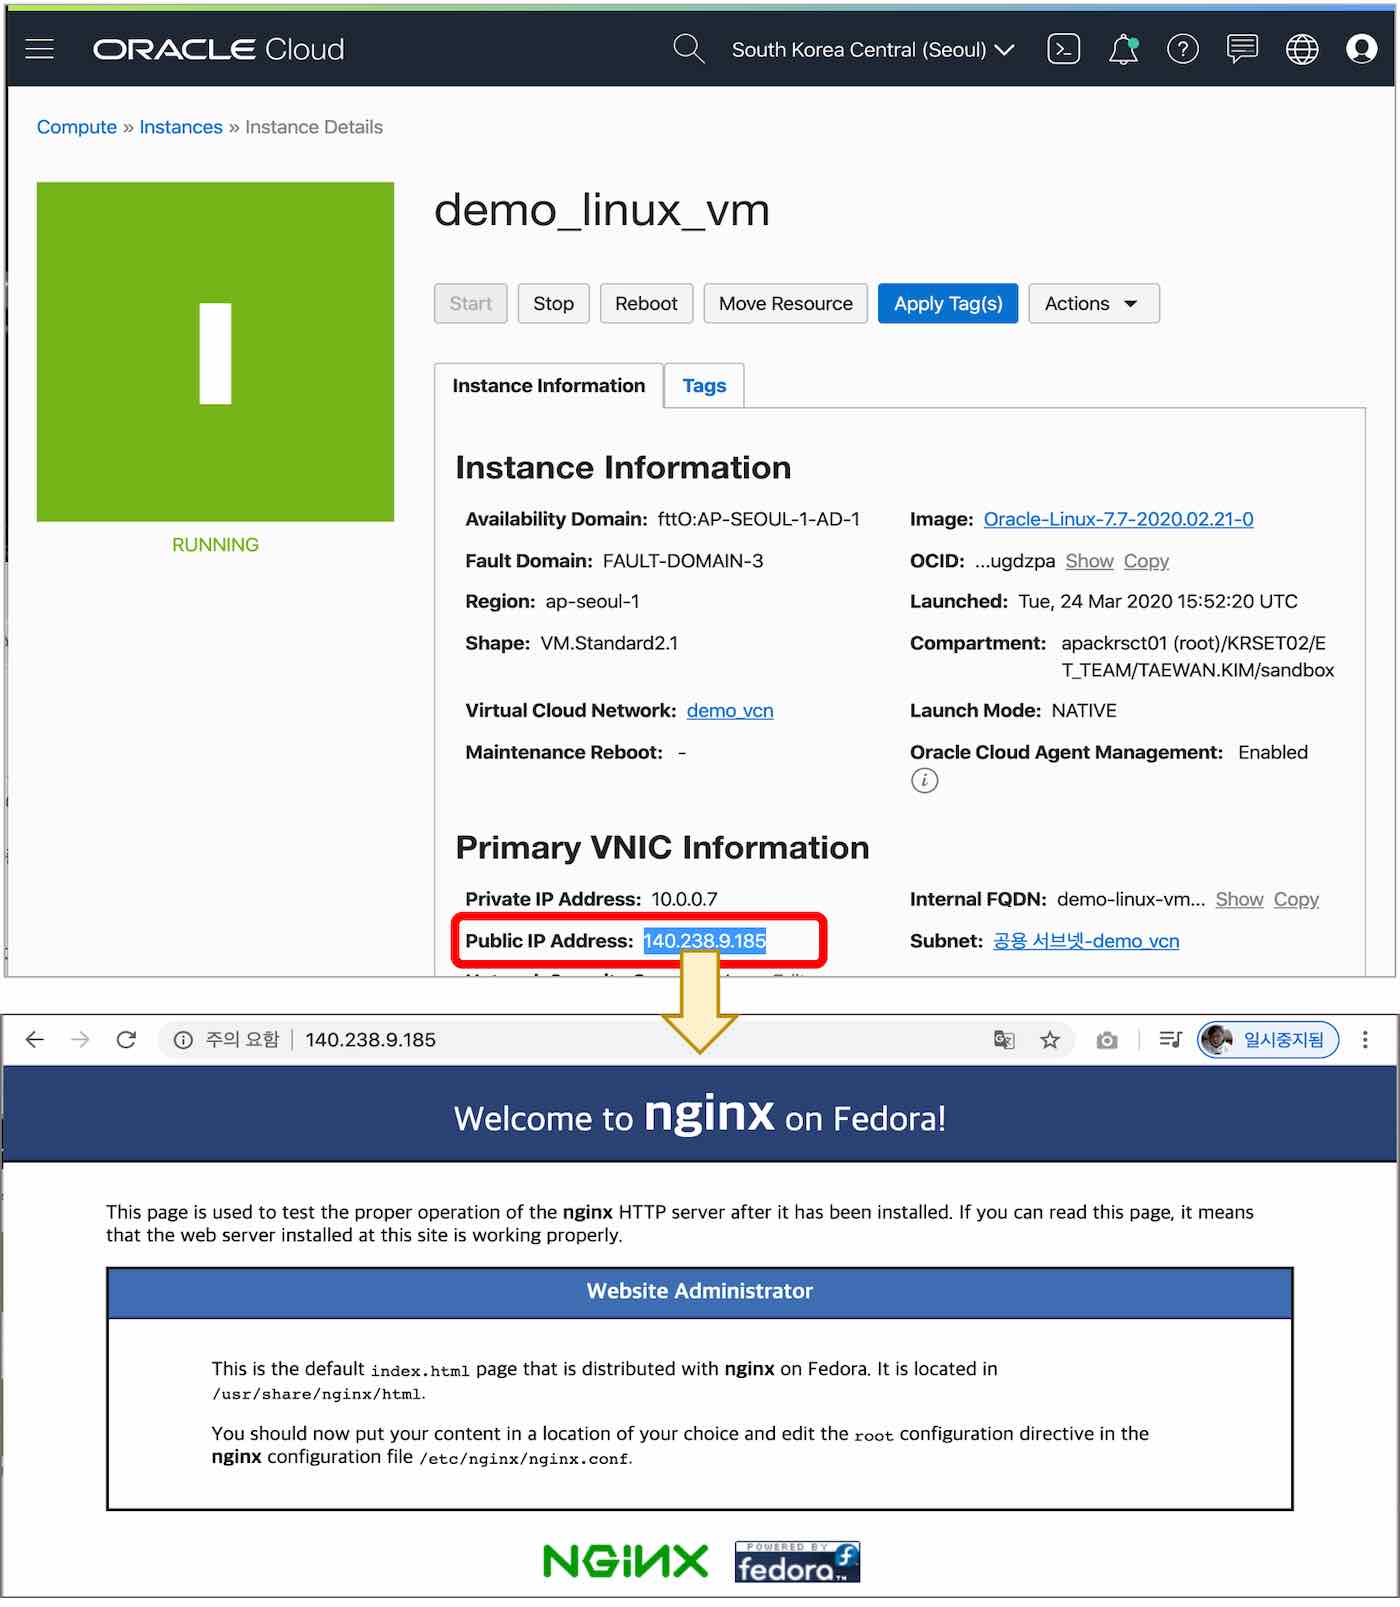 ORACLE Cloud
South Korea Central (Seoul)
Compute » Instances » Instance Details
demo_linux_vm
Start Stop Reboot Move Resource Apply Tag(s) Actions
Instance Information Tags
RUNNING
Instance Information
Availability Domain: fttO:AP-SEOUL-1-AD-1
Fault Domain: FAULT-DOMAIN-3
Region: ap-seoul-1
Shape: VM.Standard2.1
Virtual Cloud Network: demo_vcn
Maintenance Reboot: -
Image: Oracle-Linux-7.7-2020.02.21-0
OCID: ...ugdzpa Show Copy
Launched: Tue, 24 Mar 2020 15:52:20 UTC
Compartment: apackrsct01 (root)/KRSET02/E
T_TEAM/TAEWAN.KIM/sandbox
Launch Mode: NATIVE
Oracle Cloud Agent Management: Enabled
Primary VNIC Information
Private IP Address: 10.0.0.7
Public IP Address: 140.238.9.185
Internal FQDN: demo-linux-vm... Show Copy
Subnet: 공용 서브넷-demo_vcn
주의 요함 140.238.9.185
일시중지됨
Welcome to nginx on Fedora!
This page is used to test the proper operation of the nginx HTTP server after it has been installed. If you can read this page, it means
that the web server installed at this site is working properly.
Website Administrator
This is the default index.html page that is distributed with nginx on Fedora. It is located in
/usr/share/nginx/html.
You should now put your content in a location of your choice and edit the root configuration directive in the
nginx configuration file /etc/nginx/nginx.conf.
NGINX
POWERED BY
fedora™